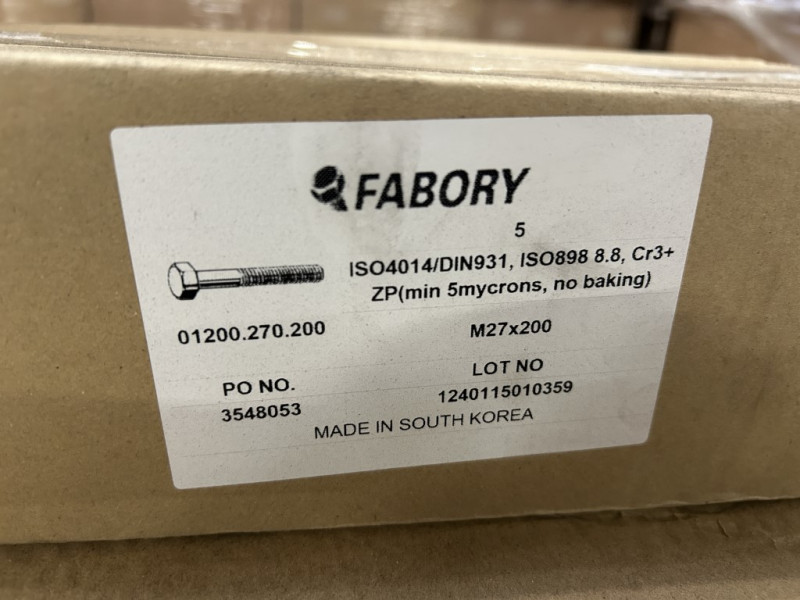 FABORY
5
ISO4014/DIN931, ISO898 8.8, Cr3+
ZP(min 5mycrons, no baking)
01200.270.200
M27x200
PO NO.
3548053
LOT NO
1240115010359
MADE IN SOUTH KOREA